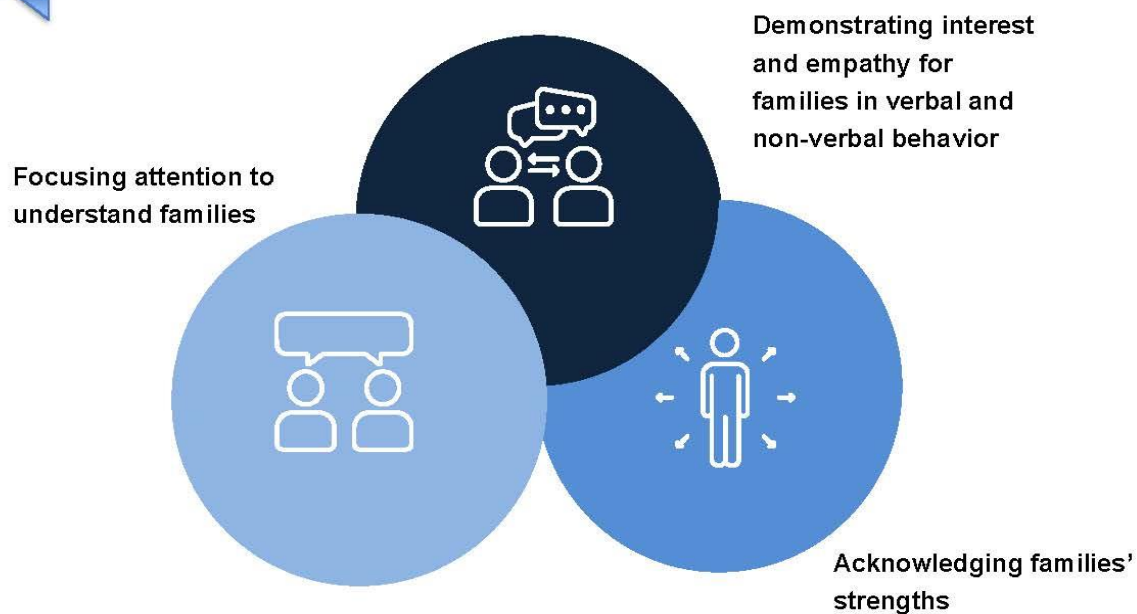 Demonstrating interest
and empathy for
families in verbal and
non-verbal behavior
Focusing attention to
understand families
Acknowledging families’
strengths